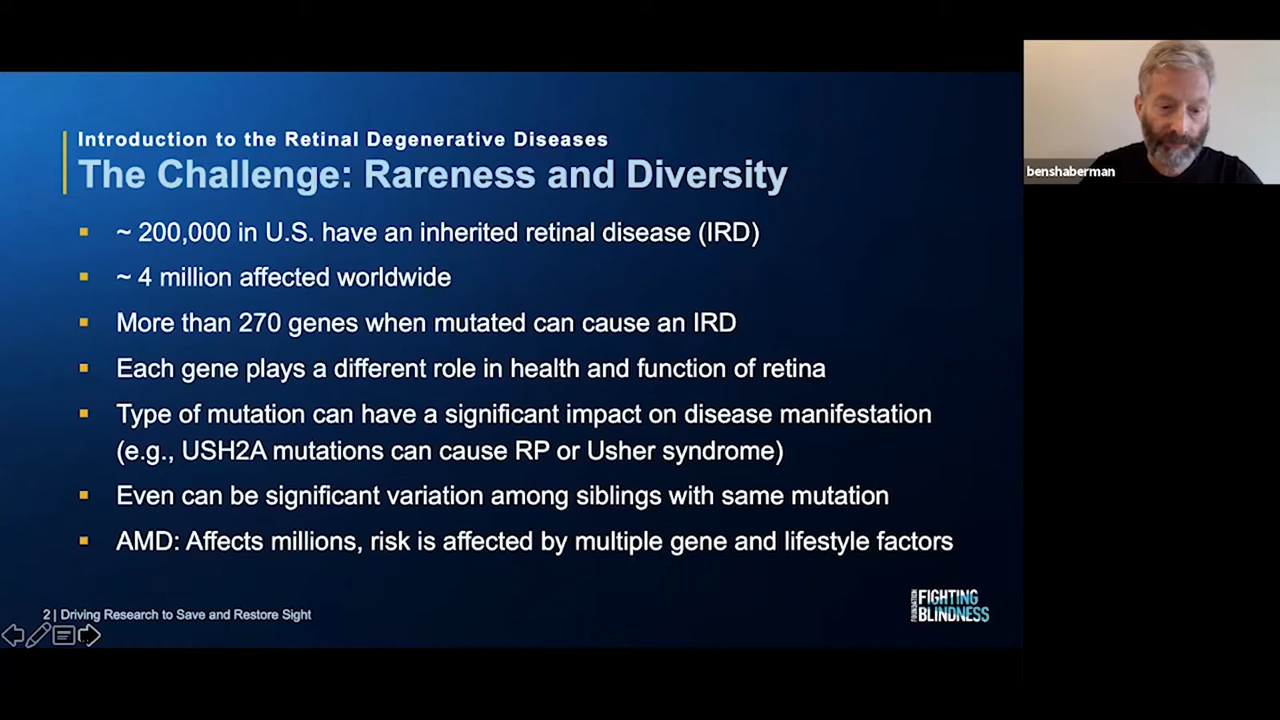 Introduction to the Retinal Degenerative Diseases
The Challenge: Rareness and Diversity
▪ ~ 200,000 in U.S. have an inherited retinal disease (IRD)
▪ ~ 4 million affected worldwide
▪ More than 270 genes when mutated can cause an IRD
▪ Each gene plays a different role in health and function of retina
▪ Type of mutation can have a significant impact on disease manifestation
(e.g., USH2A mutations can cause RP or Usher syndrome)
▪ Even can be significant variation among siblings with same mutation
▪ AMD: Affects millions, risk is affected by multiple gene and lifestyle factors
2 | Driving Research to Save and Restore Sight
FOUNDATION
FIGHTING
BLINDNESS
benshaberman